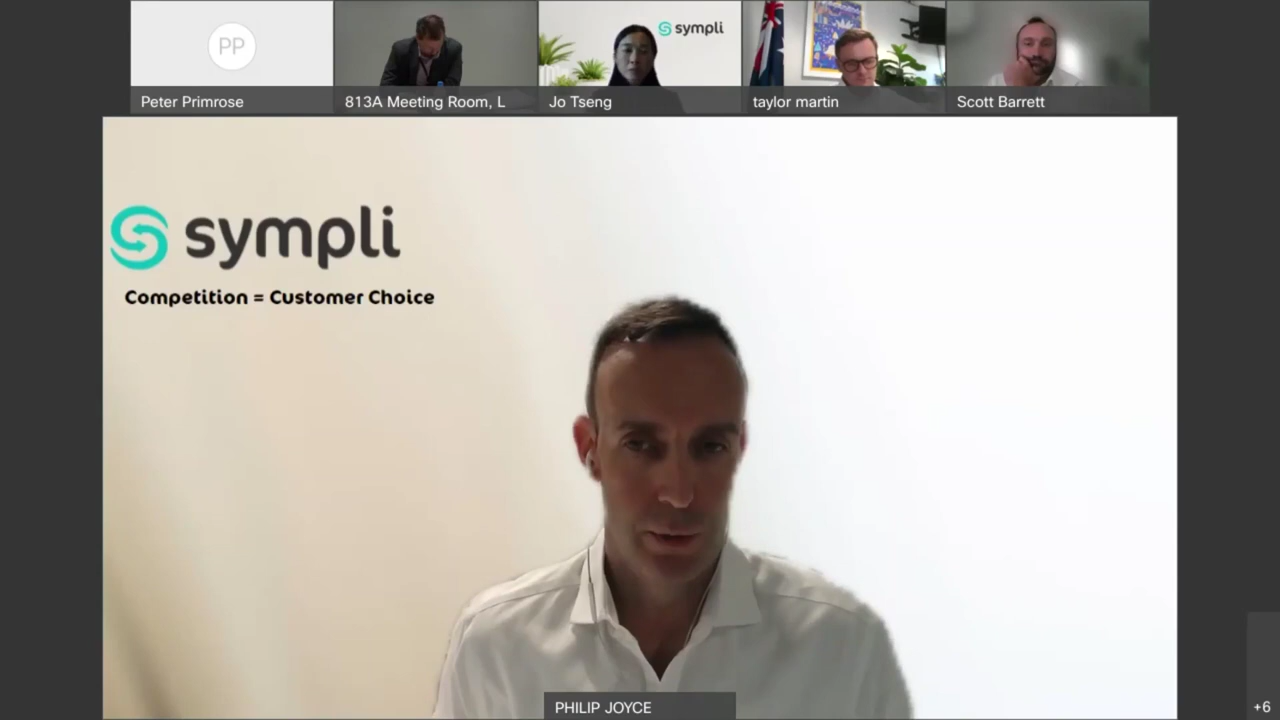 PP
Peter Primrose
813A Meeting Room, L
sympli
Jo Tseng
taylor martin
Scott Barrett
sympli
Competition = Customer Choice
PHILIP JOYCE
+6